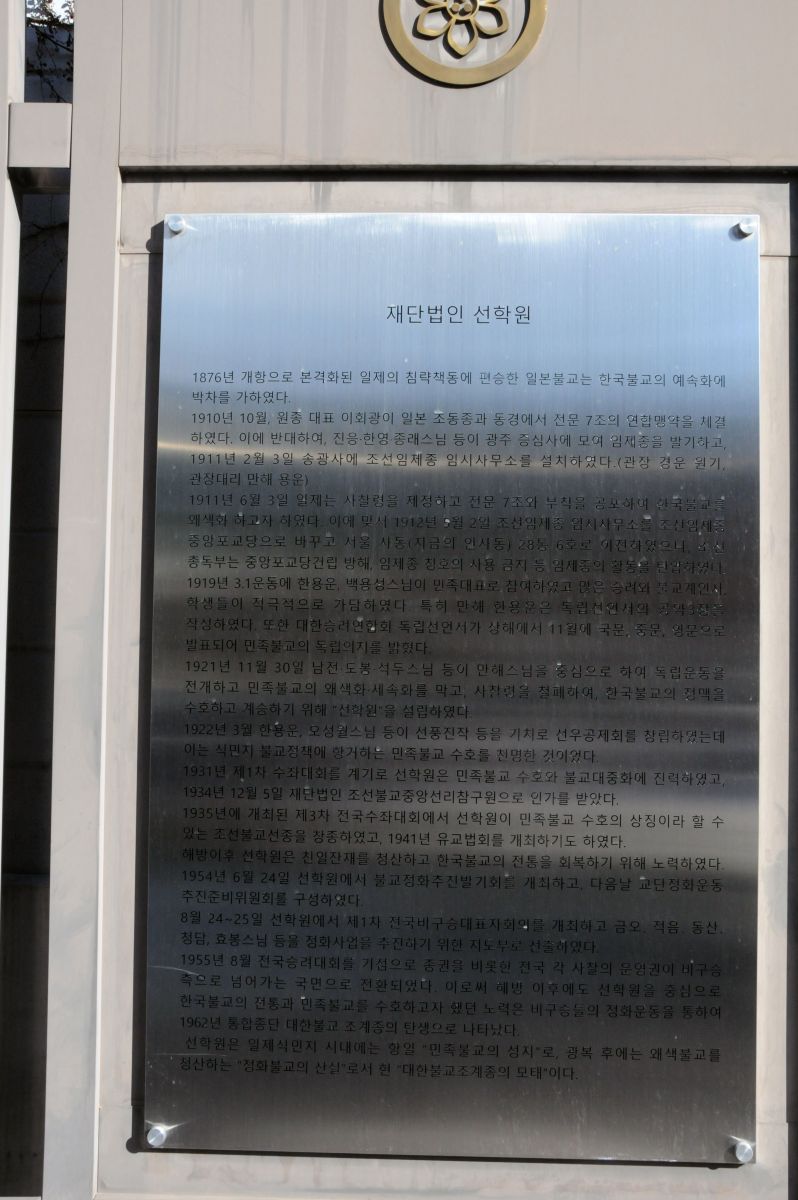 재단법인 선학원
1876년 개항으로 본격화된 일제의 침략책동에 편승한 일본불교는 한국불교의 예속화에
박차를 가하였다.
1910년 10월, 원종 대표 이회광이 일본 조동종과 동경에서 전문 7조의 연합맹약을 체결
하였다. 이에 반대하여, 진응·한영·종래스님 등이 광주 증심사에 모여 임제종을 발기하고,
1911년 2월 3일 송광사에 조선임제종 임시사무소를 설치하였다.(관장 경운 원기,
관장대리 만해 용운)
1911년 6월 3일 일제는 사찰령을 제정하고 전문 7조와 부칙을 공포하여 한국불교를
왜색화 하고자 하였다. 이에 맞서 1912년 5월 2일 조선임제종 임시사무소를 조선임제종
중앙포교당으로 바꾸고 서울 사동(지금의 인사동) 28통 6호로 이전하였으나, 조선
총독부는 중앙포교당건립 방해, 임제종 칭호의 사용 금지 등 임제종의 활동을 탄압하였다.
1919년 3.1운동에 한용운, 백용성스님이 민족대표로 참여하였고 많은 승려와 불교계인사,
학생들이 적극적으로 가담하였다. 특히 만해 한용운은 독립선언서의 공약3장을
작성하였다. 또한 대한승려연합회 독립선언서가 상해에서 11월에 국문, 중문, 영문으로
발표되어 민족불교의 독립의지를 밝혔다.
1921년 11월 30일 남전·도봉·석두스님 등이 만해스님을 중심으로 하여 독립운동을
전개하고 민족불교의 왜색화·세속화를 막고, 사찰령을 철폐하여, 한국불교의 정맥을
수호하고 계승하기 위해 "선학원"을 설립하였다.
1922년 3월 한용운, 오성월스님 등이 선풍진작 등을 기치로 선우공제회를 창립하였는데
이는 식민지 불교정책에 항거하는 민족불교 수호를 천명한 것이었다.
1931년 제1차 수좌대회를 계기로 선학원은 민족불교 수호와 불교대중화에 진력하였고,
1934년 12월 5일 재단법인 조선불교중앙선리참구원으로 인가를 받았다.
1935년에 개최된 제3차 전국수좌대회에서 선학원이 민족불교 수호의 상징이라 할 수
있는 조선불교선종을 창종하였고, 1941년 유교법회를 개최하기도 하였다.
해방이후 선학원은 친일잔재를 청산하고 한국불교의 전통을 회복하기 위해 노력하였다.
1954년 6월 24일 선학원에서 불교정화추진발기회를 개최하고, 다음날 교단정화운동
추진준비위원회를 구성하였다.
8월 24~25일 선학원에서 제1차 전국비구승대표자회의를 개최하고 금오, 적음, 동산,
청담, 효봉스님 등을 정화사업을 추진하기 위한 지도부로 선출하였다.
1955년 8월 전국승려대회를 기점으로 종권을 비롯한 전국 각 사찰의 운영권이 비구승
측으로 넘어가는 국면으로 전환되었다. 이로써 해방 이후에도 선학원을 중심으로
한국불교의 전통과 민족불교를 수호하고자 했던 노력은 비구승들의 정화운동을 통하여
1962년 통합종단 대한불교 조계종의 탄생으로 나타났다.
선학원은 일제식민지 시대에는 항일 "민족불교의 성지"로, 광복 후에는 왜색불교를
청산하는 "정화불교의 산실"로서 현 "대한불교조계종의 모태"이다.